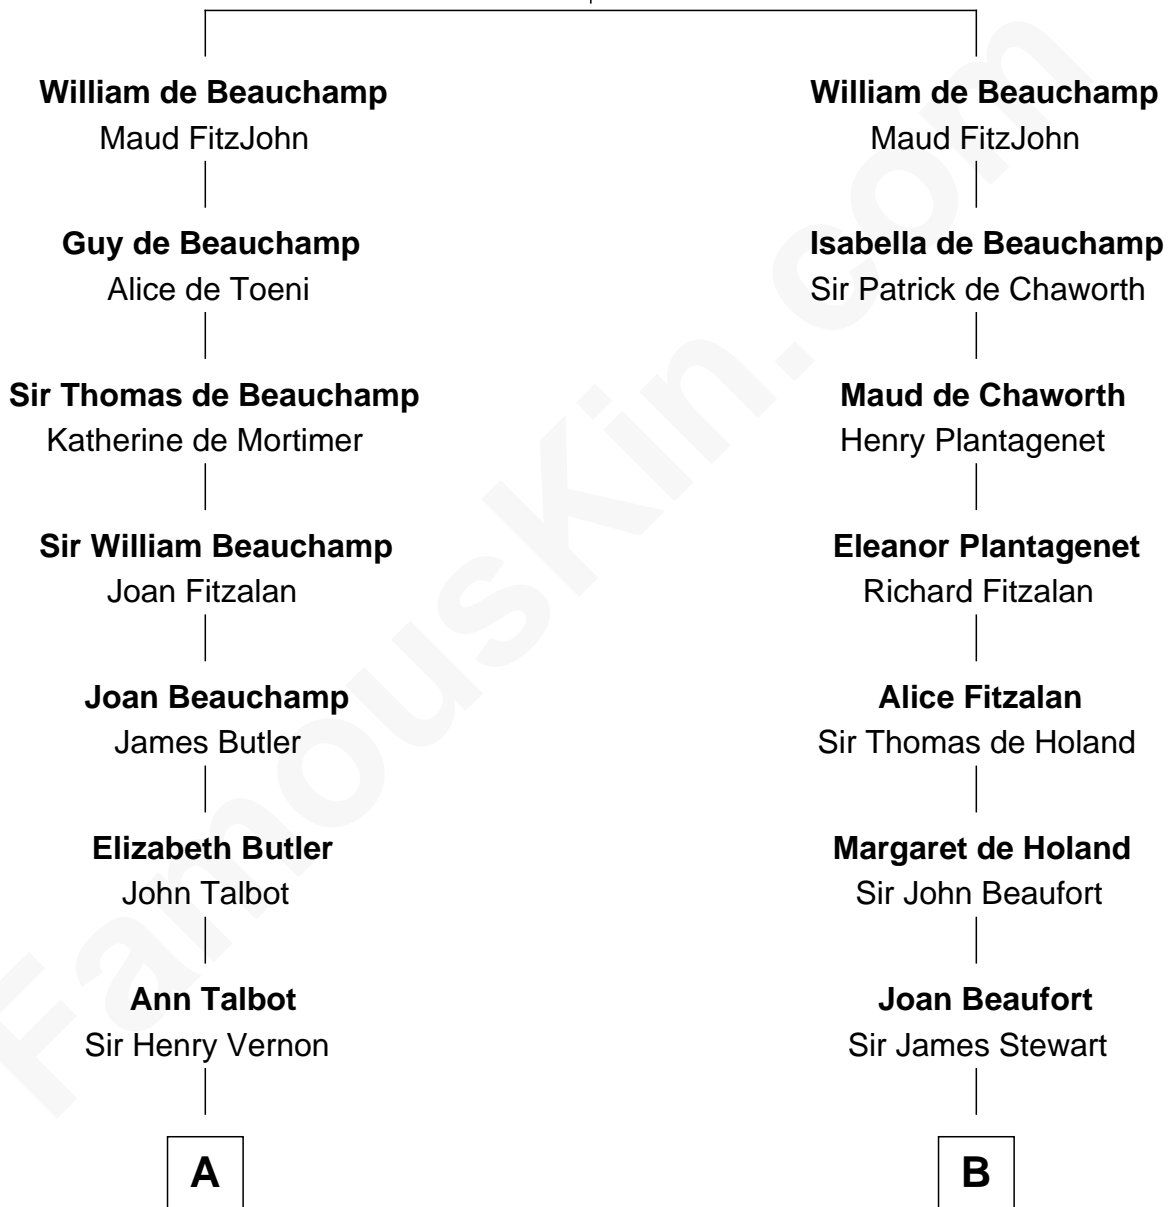 William de Beauchamp
Maud FitzJohn
Guy de Beauchamp
Alice de Toeni
Sir Thomas de Beauchamp
Katherine de Mortimer
Sir William Beauchamp
Joan Fitzalan
Joan Beauchamp
James Butler
Elizabeth Butler
John Talbot
Ann Talbot
Sir Henry Vernon
A
William de Beauchamp
Maud FitzJohn
Isabella de Beauchamp
Sir Patrick de Chaworth
Maud de Chaworth
Henry Plantagenet
Eleanor Plantagenet
Richard Fitzalan
Alice Fitzalan
Sir Thomas de Holand
Margaret de Holand
Sir John Beaufort
Joan Beaufort
Sir James Stewart
B
FamousKin.com